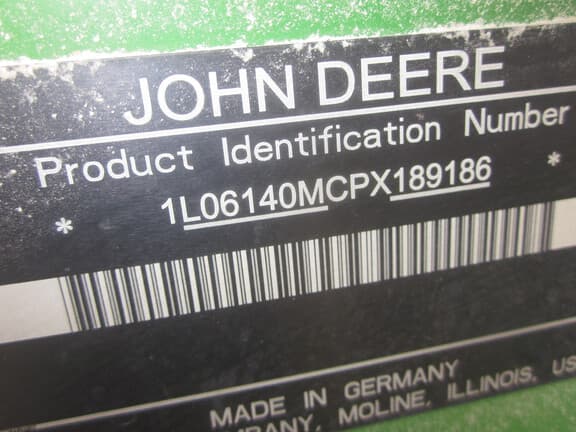 JOHN DEERE
Product Identification Number
* 1L06140MCPX189186 *
MADE IN GERMANY
MOLINE, ILLINOIS,